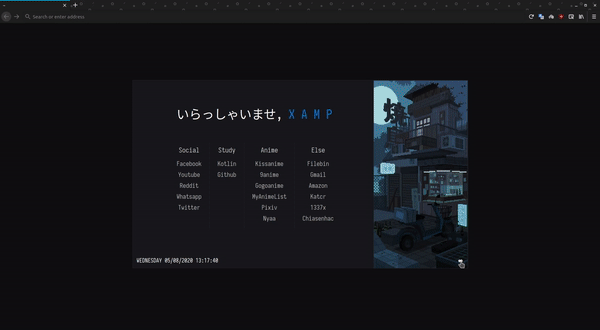 Search or enter address
いらっしゃいませ, XAMP
Social Study Anime Else
Facebook Kotlin Kissanime Filebin
Youtube Github 9anime Gmail
Reddit Gogoanime Amazon
Whatsapp MyAnimeList Katcr
Twitter Pixiv 1337x
Nyaa Chiasenhac
WEDNESDAY 05/08/2020 13:17:40